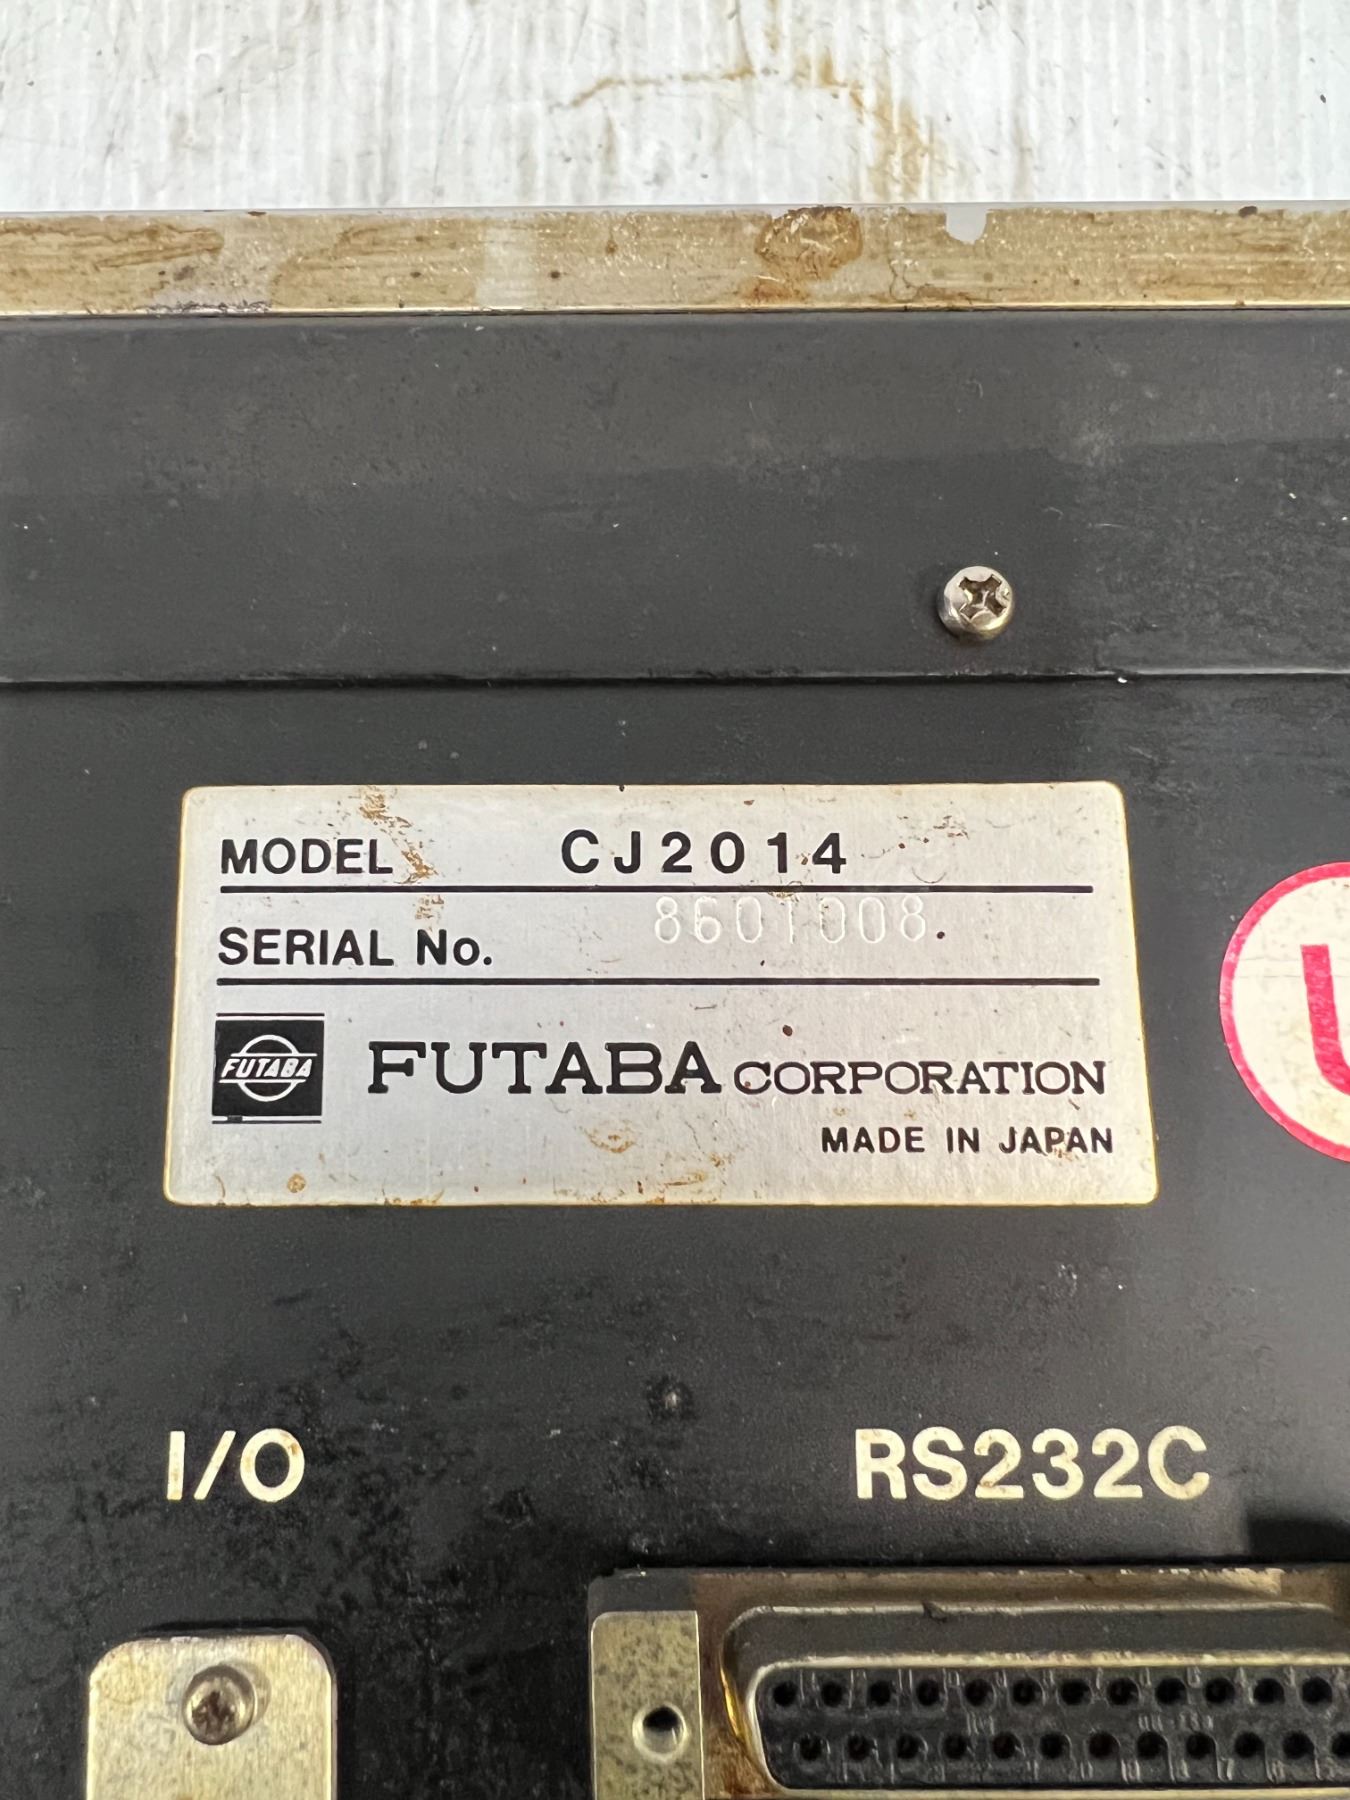 MODEL CJ2014
SERIAL No. 8601008
FUTABA
FUTABA CORPORATION
MADE IN JAPAN
U
I/O
RS232C